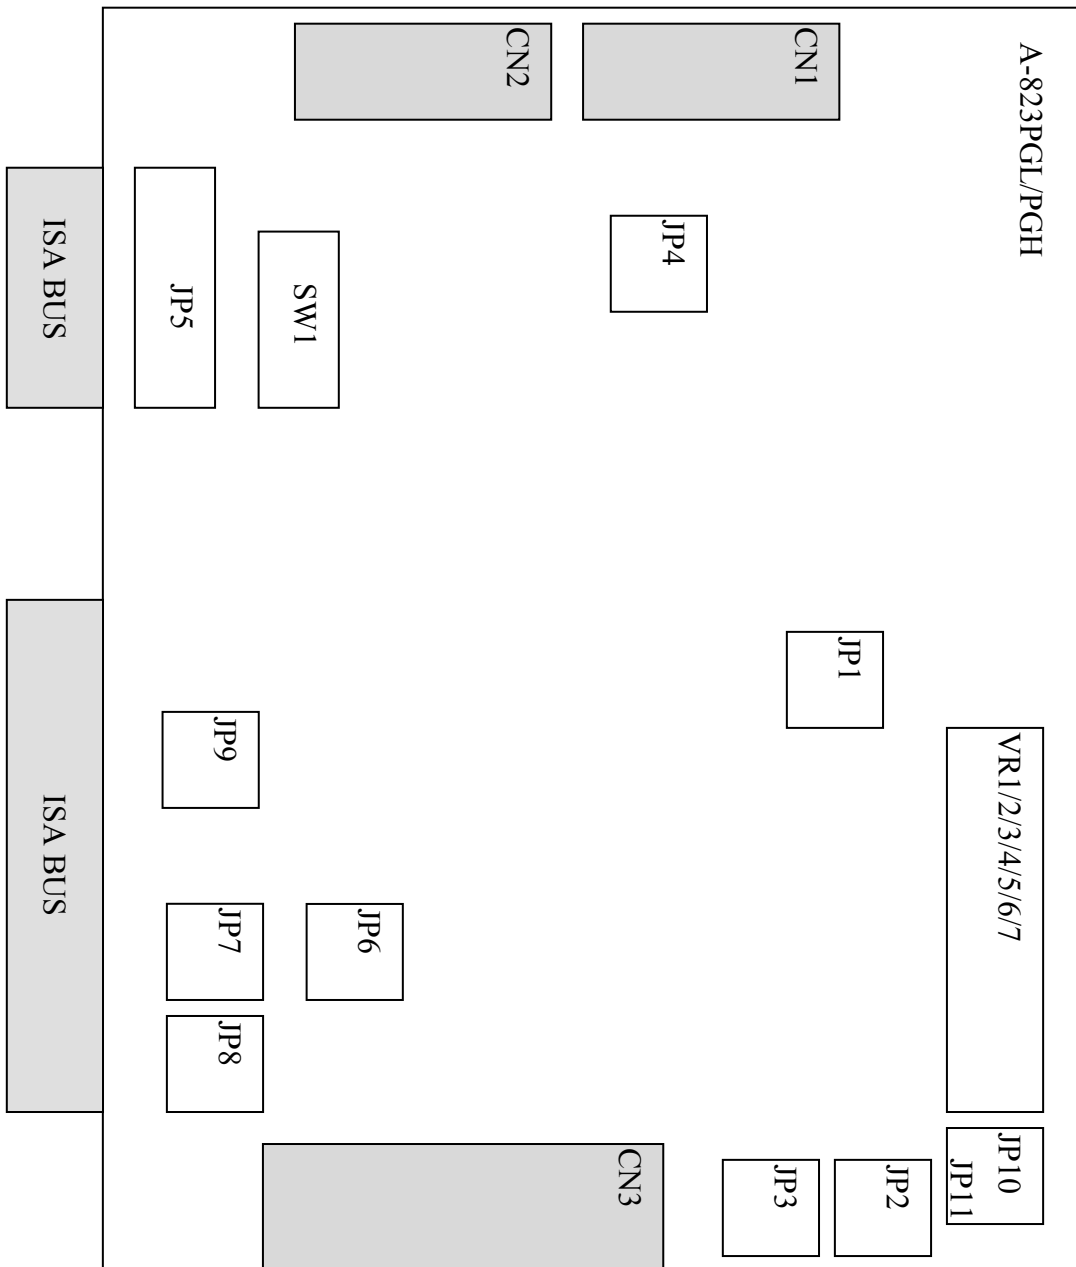 A-823PGL/PGH
CN1
CN2
JP4
SW1
JP5
ISA BUS
JP1
VR1/2/3/4/5/6/7
JP9
JP6
JP7
JP8
ISA BUS
JP10
JP11
JP2
JP3
CN3